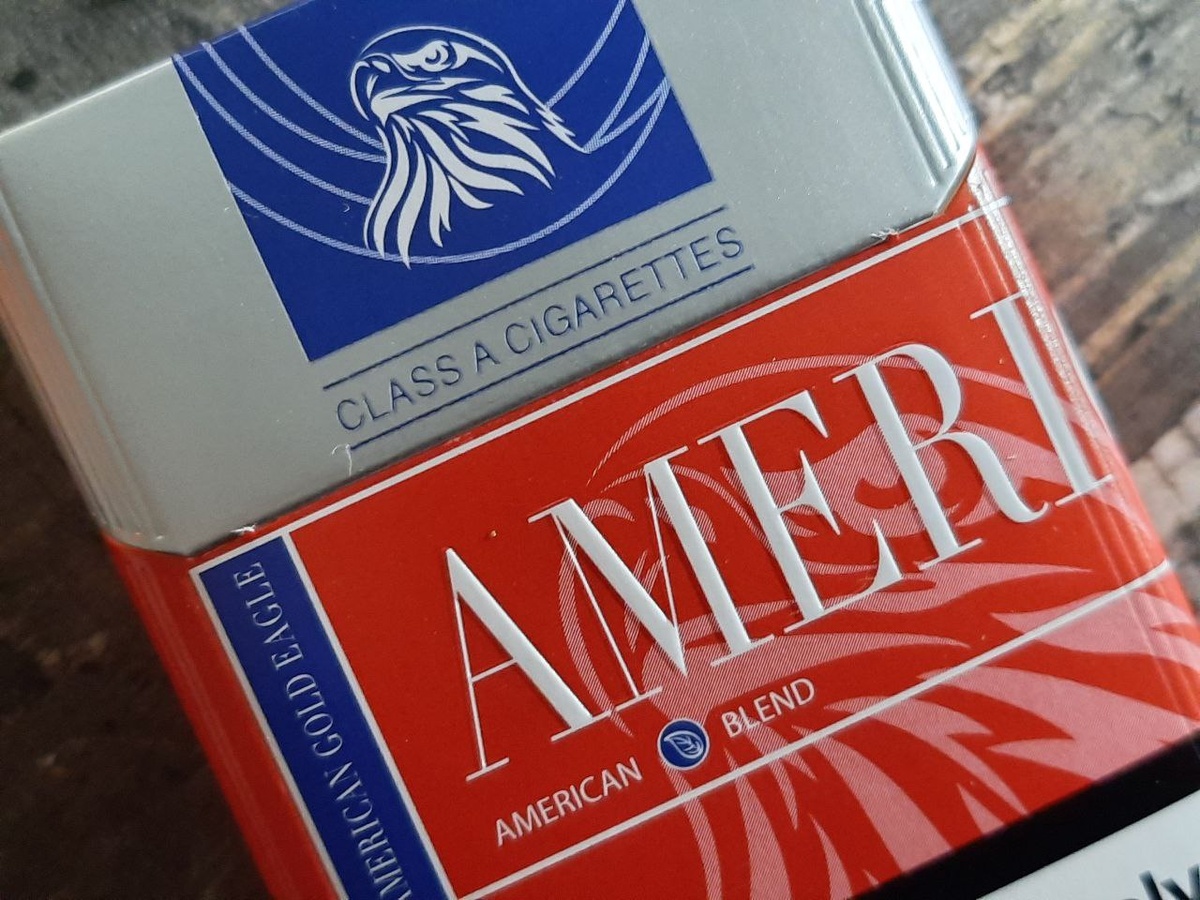 CLASS A CIGARETTES
AMERI
AMERICAN BLEND
AMERICAN GOLD EAGLE